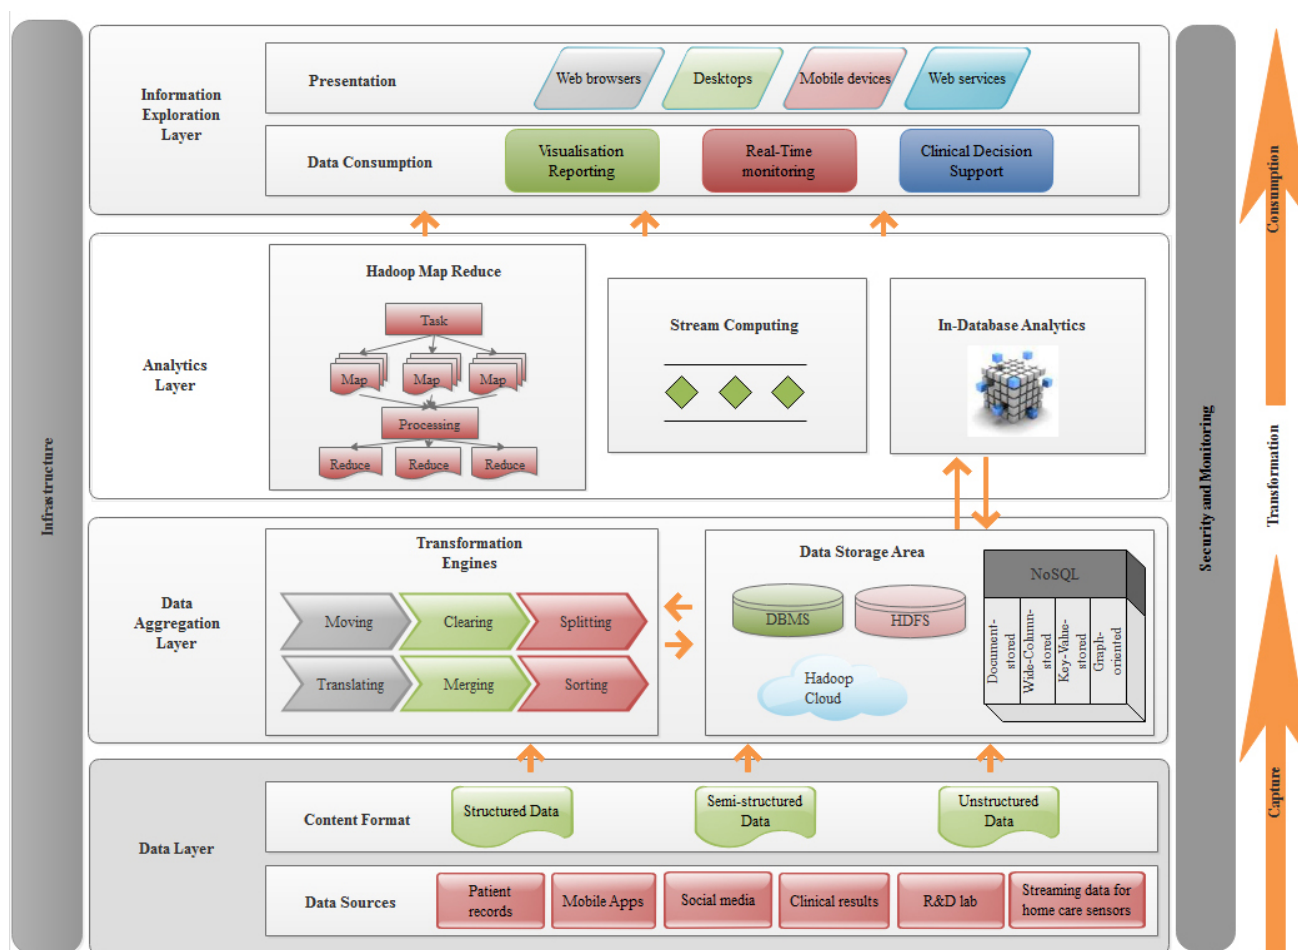 Information
Exploration
Layer
Presentation
Web browsers
Desktops
Mobile devices
Web services
Data Consumption
Visualisation
Reporting
Real-Time
monitoring
Clinical Decision
Support
Analytics
Layer
Hadoop Map Reduce
Task
Map
Map
Map
Processing
Reduce
Reduce
Reduce
Stream Computing
In-Database Analytics
Data
Aggregation
Layer
Transformation
Engines
Moving
Clearing
Splitting
Translating
Merging
Sorting
Data Storage Area
DBMS
HDFS
Hadoop
Cloud
NoSQL
Document-
stored
Wide-Column-
stored
Key-Value-
stored
Graph-
oriented
Data Layer
Content Format
Structured Data
Semi-structured
Data
Unstructured
Data
Data Sources
Patient
records
Mobile Apps
Social media
Clinical results
R&D lab
Streaming data for
home care sensors
Infrastructure
Security and Monitoring
Consumption
Transformation
Capture